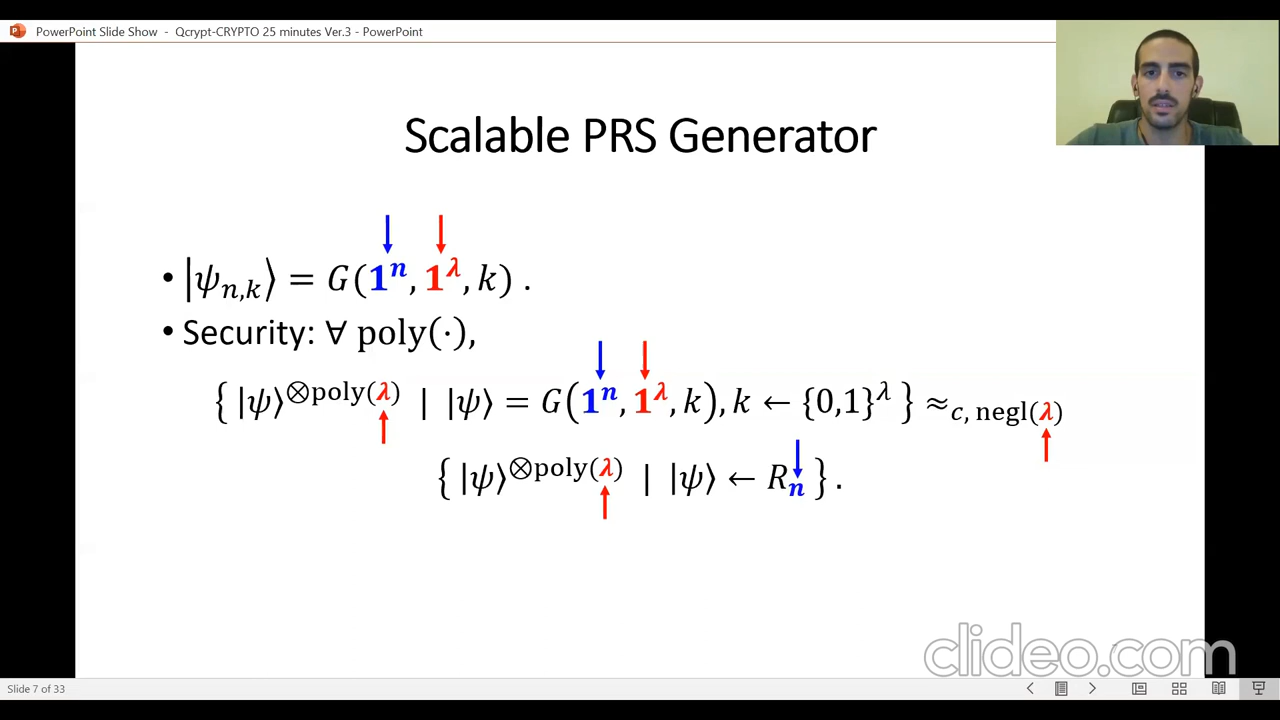 PowerPoint Slide Show - Qcrypt-CRYPTO 25 minutes Ver.3 - PowerPoint
Scalable PRS Generator
• |ψ_{n,k}⟩ = G(1^n, 1^λ, k) .
• Security: ∀ poly(·),
{ |ψ⟩^{⊗poly(λ)} | |ψ⟩ = G(1^n, 1^λ, k), k ← {0,1}^λ } ≈_{c, negl(λ)}
{ |ψ⟩^{⊗poly(λ)} | |ψ⟩ ← R_n } .
clideo.com
Slide 7 of 33